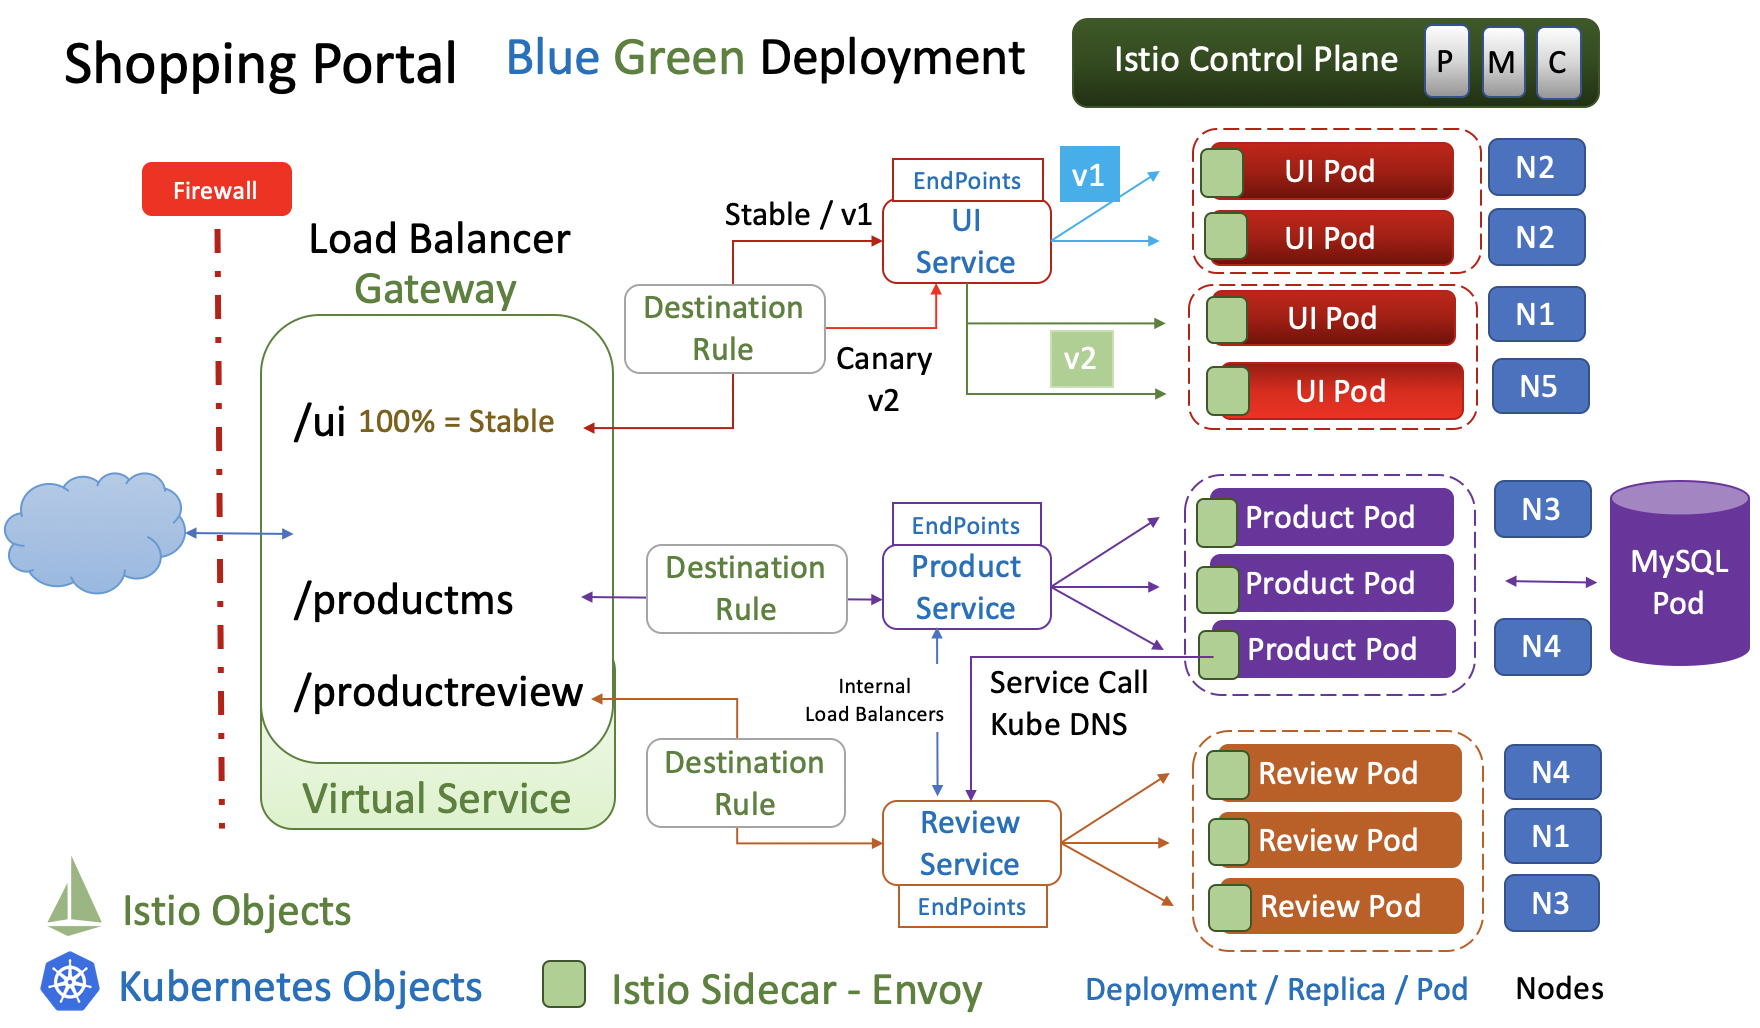 Shopping Portal
Blue Green Deployment
Istio Control Plane
P
M
C
Firewall
Load Balancer
Gateway
/ui 100% = Stable
/productms
/productreview
Virtual Service
Stable / v1
Destination
Rule
Canary
v2
EndPoints
UI
Service
v1
v2
UI Pod
N2
UI Pod
N2
UI Pod
N1
UI Pod
N5
Destination
Rule
EndPoints
Product
Service
Product Pod
N3
Product Pod
Product Pod
N4
MySQL
Pod
Internal
Load Balancers
Service Call
Kube DNS
Destination
Rule
Review
Service
EndPoints
Review Pod
N4
Review Pod
N1
Review Pod
N3
Istio Objects
Kubernetes Objects
Istio Sidecar - Envoy
Deployment / Replica / Pod
Nodes